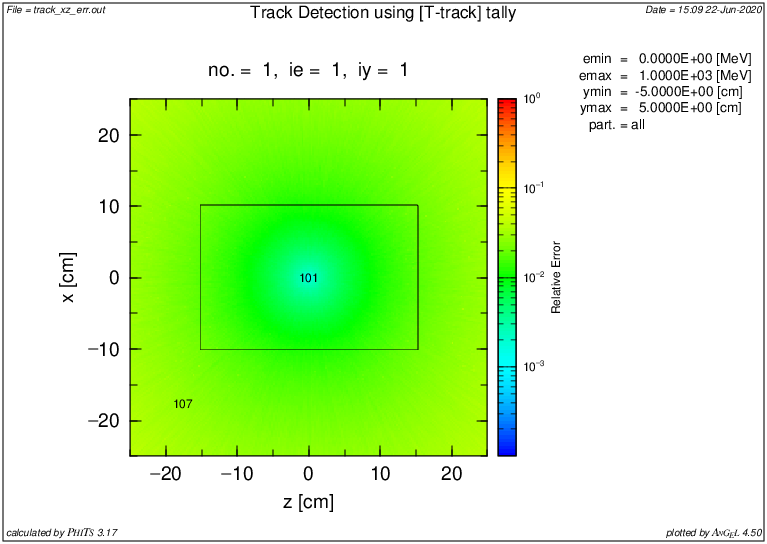 File = track_xz_err.out
Track Detection using [T-track] tally
Date = 15:09 22-Jun-2020
no. = 1, ie = 1, iy = 1
emin = 0.0000E+00 [MeV]
emax = 1.0000E+03 [MeV]
ymin = -5.0000E+00 [cm]
ymax = 5.0000E+00 [cm]
part. = all
20
10
0
−10
−20
x [cm]
101
107
−20 −10 0 10 20
z [cm]
10⁰
10⁻¹
10⁻²
10⁻³
Relative Error
calculated by PHITS 3.17
plotted by ANGEL 4.50